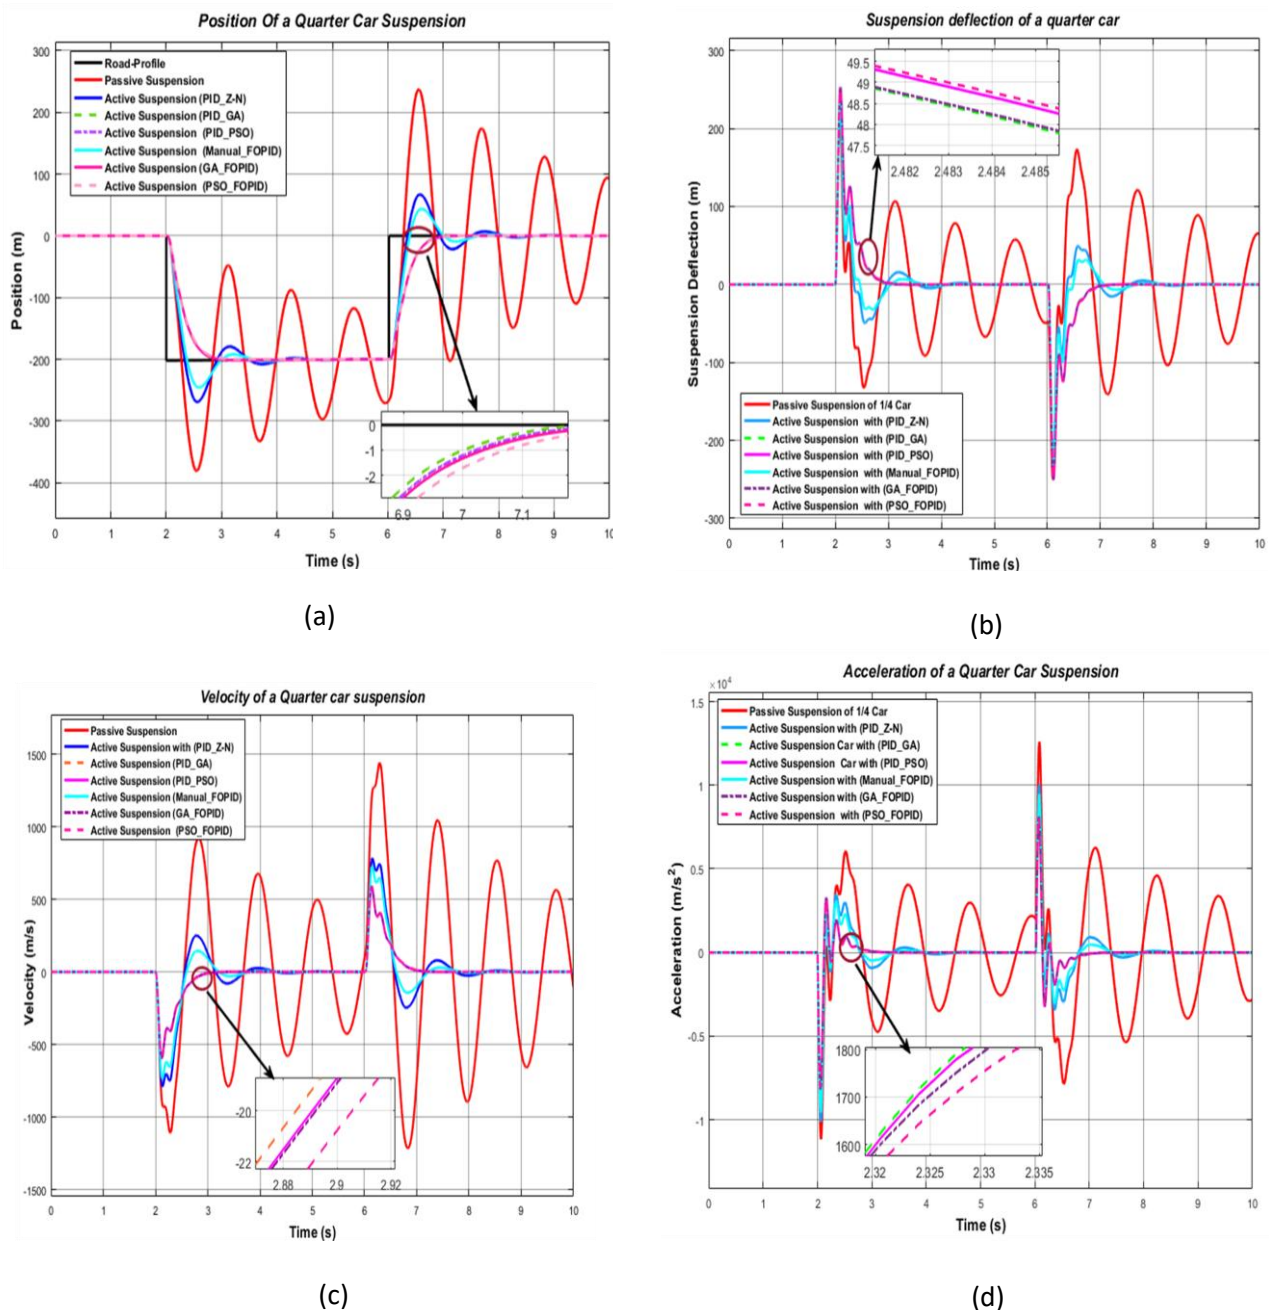 Position Of a Quarter Car Suspension
300
200
100
0
-100
-200
-300
-400
Position (m)
Road-Profile
Passive Suspension
Active Suspension (PID_Z-N)
Active Suspension (PID_GA)
Active Suspension (PID_PSO)
Active Suspension (Manual_FOPID)
Active Suspension (GA_FOPID)
Active Suspension (PSO_FOPID)
0
-1
-2
6.9 7 7.1
0 1 2 3 4 5 6 7 8 9 10
Time (s)
(a)
Suspension deflection of a quarter car
300
200
100
0
-100
-200
-300
Suspension Deflection (m)
49.5
49
48.5
48
47.5
2.482 2.483 2.484 2.485
Passive Suspension of 1/4 Car
Active Suspension with (PID_Z-N)
Active Suspension with (PID_GA)
Active Suspension with (PID_PSO)
Active Suspension with (Manual_FOPID)
Active Suspension with (GA_FOPID)
Active Suspension with (PSO_FOPID)
0 1 2 3 4 5 6 7 8 9 10
Time (s)
(b)
Velocity of a Quarter car suspension
1500
1000
500
0
-500
-1000
-1500
Velocity (m/s)
Passive Suspension
Active Suspension with (PID_Z-N)
Active Suspension (PID_GA)
Active Suspension (PID_PSO)
Active Suspension (Manual_FOPID)
Active Suspension (GA_FOPID)
Active Suspension (PSO_FOPID)
-20
-22
2.88 2.9 2.92
0 1 2 3 4 5 6 7 8 9 10
Time (s)
(c)
Acceleration of a Quarter Car Suspension
×10⁴
1.5
1
0.5
0
-0.5
-1
Acceleration (m/s²)
Passive Suspension of 1/4 Car
Active Suspension with (PID_Z-N)
Active Suspension Car with (PID_GA)
Active Suspension Car with (PID_PSO)
Active Suspension with (Manual_FOPID)
Active Suspension with (GA_FOPID)
Active Suspension with (PSO_FOPID)
1800
1700
1600
2.32 2.325 2.33 2.335
0 1 2 3 4 5 6 7 8 9 10
Time (s)
(d)